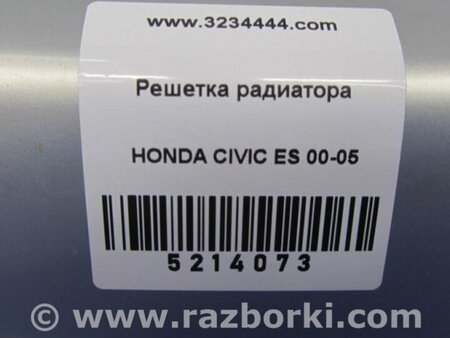 www.3234444.com
Решетка радиатора
HONDA CIVIC ES 00-05
5214073
© www.razborki.com